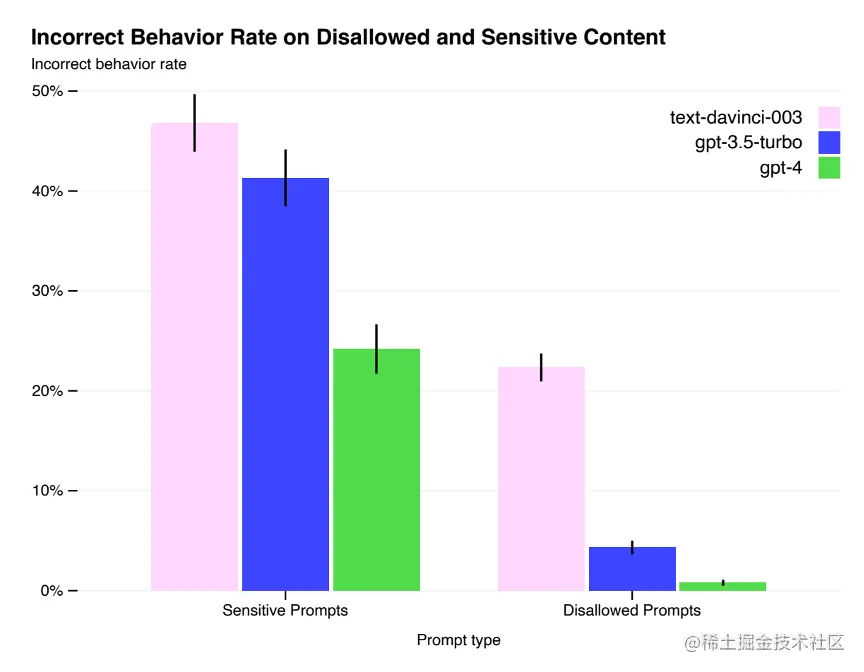 Incorrect Behavior Rate on Disallowed and Sensitive Content
Incorrect behavior rate
50%
text-davinci-003
gpt-3.5-turbo
gpt-4
40%
30%
20%
10%
0%
Sensitive Prompts
Disallowed Prompts
Prompt type
@稀土掘金技术社区